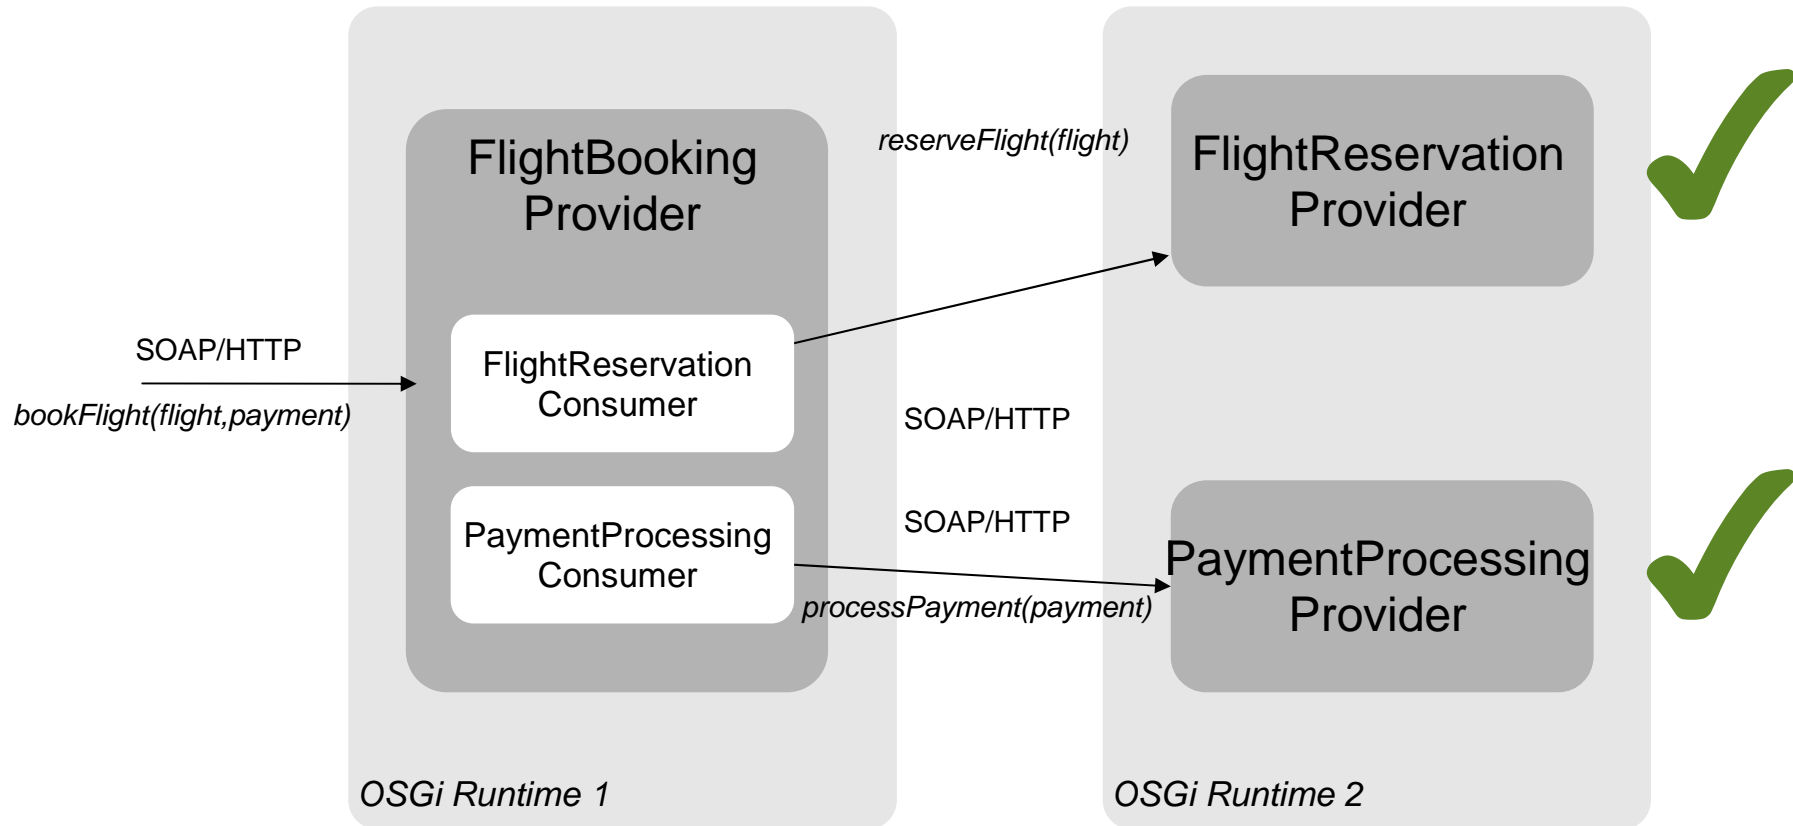 SOAP/HTTP
bookFlight(flight,payment)
FlightBooking
Provider
FlightReservation
Consumer
PaymentProcessing
Consumer
OSGi Runtime 1
reserveFlight(flight)
SOAP/HTTP
SOAP/HTTP
processPayment(payment)
FlightReservation
Provider
PaymentProcessing
Provider
OSGi Runtime 2